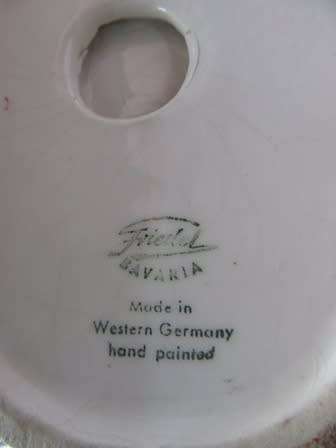 Friedel
BAVARIA
Made in
Western Germany
hand painted